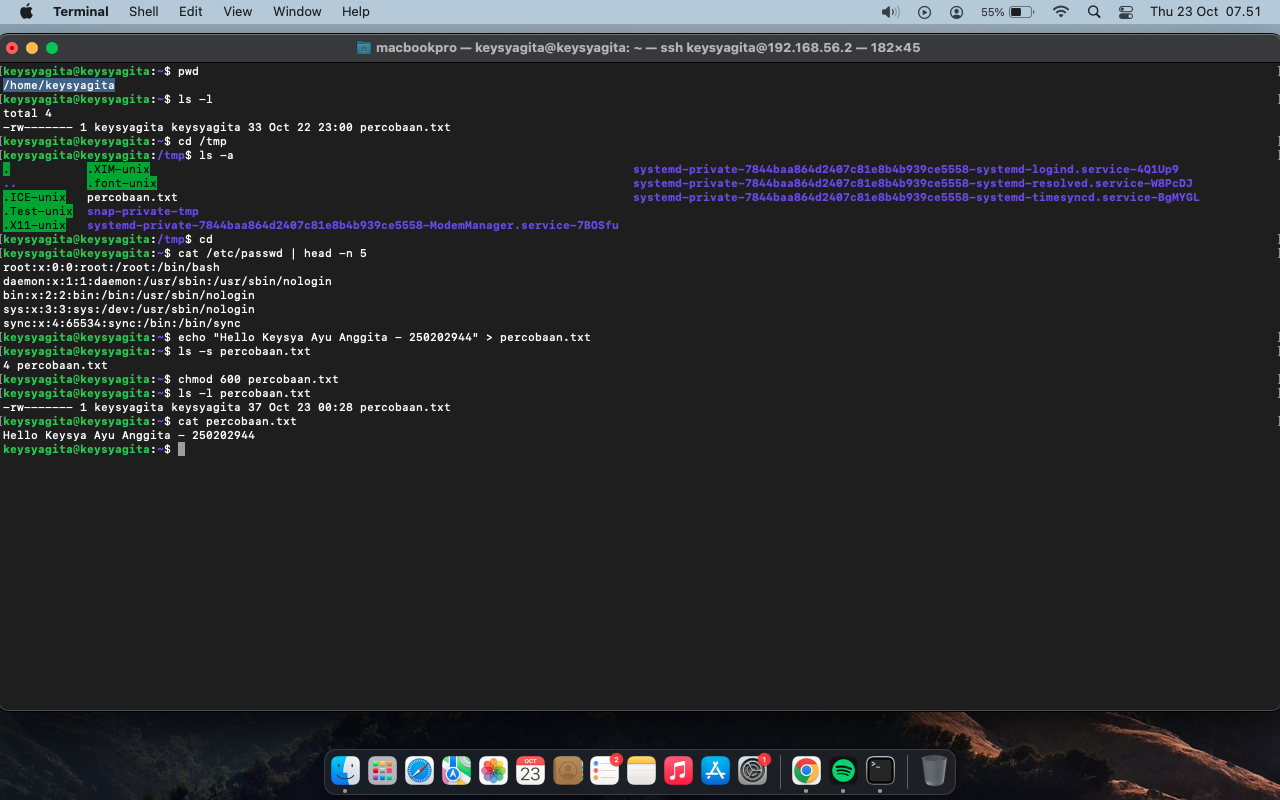 Terminal Shell Edit View Window Help 55% Thu 23 Oct 07.51
macbookpro — keysyagita@keysyagita: ~ — ssh keysyagita@192.168.56.2 — 182×45
[keysyagita@keysyagita:~$ pwd ]
/home/keysyagita
[keysyagita@keysyagita:~$ ls -l ]
total 4
-rw------- 1 keysyagita keysyagita 33 Oct 22 23:00 percobaan.txt
[keysyagita@keysyagita:~$ cd /tmp ]
[keysyagita@keysyagita:/tmp$ ls -a ]
. .XIM-unix systemd-private-7844baa864d2407c81e8b4b939ce5558-systemd-logind.service-4Q1Up9
.. .font-unix systemd-private-7844baa864d2407c81e8b4b939ce5558-systemd-resolved.service-W8PcDJ
.ICE-unix percobaan.txt systemd-private-7844baa864d2407c81e8b4b939ce5558-systemd-timesyncd.service-BgMYGL
.Test-unix snap-private-tmp
.X11-unix systemd-private-7844baa864d2407c81e8b4b939ce5558-ModemManager.service-7BOSfu
[keysyagita@keysyagita:/tmp$ cd ]
[keysyagita@keysyagita:~$ cat /etc/passwd | head -n 5 ]
root:x:0:0:root:/root:/bin/bash
daemon:x:1:1:daemon:/usr/sbin:/usr/sbin/nologin
bin:x:2:2:bin:/bin:/usr/sbin/nologin
sys:x:3:3:sys:/dev:/usr/sbin/nologin
sync:x:4:65534:sync:/bin:/bin/sync
[keysyagita@keysyagita:~$ echo "Hello Keysya Ayu Anggita - 250202944" > percobaan.txt ]
[keysyagita@keysyagita:~$ ls -s percobaan.txt ]
4 percobaan.txt
[keysyagita@keysyagita:~$ chmod 600 percobaan.txt ]
[keysyagita@keysyagita:~$ ls -l percobaan.txt ]
-rw------- 1 keysyagita keysyagita 37 Oct 23 00:28 percobaan.txt
[keysyagita@keysyagita:~$ cat percobaan.txt ]
Hello Keysya Ayu Anggita - 250202944
keysyagita@keysyagita:~$
OCT
23
2
1